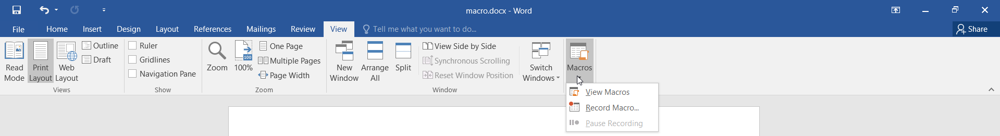 macro.docx - Word
File Home Insert Design Layout References Mailings Review View Tell me what you want to do... Share
Read Mode
Print Layout
Web Layout
Outline
Draft
Views
Ruler
Gridlines
Navigation Pane
Show
Zoom
100
100%
One Page
Multiple Pages
Page Width
Zoom
New Window
Arrange All
Split
View Side by Side
Synchronous Scrolling
Reset Window Position
Switch Windows
Window
Macros
View Macros
Record Macro...
Pause Recording